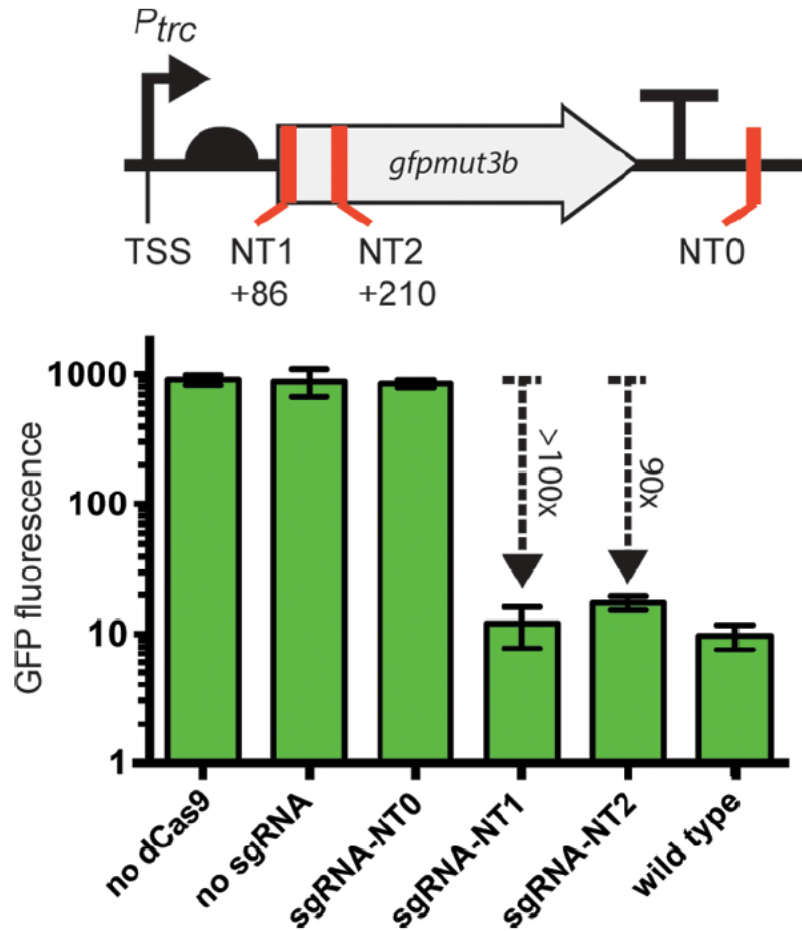 Ptrc
gfpmut3b
TSS
NT1
+86
NT2
+210
NT0
GFP fluorescence
1000
100
10
1
>100x
90x
no dCas9
no sgRNA
sgRNA-NT0
sgRNA-NT1
sgRNA-NT2
wild type